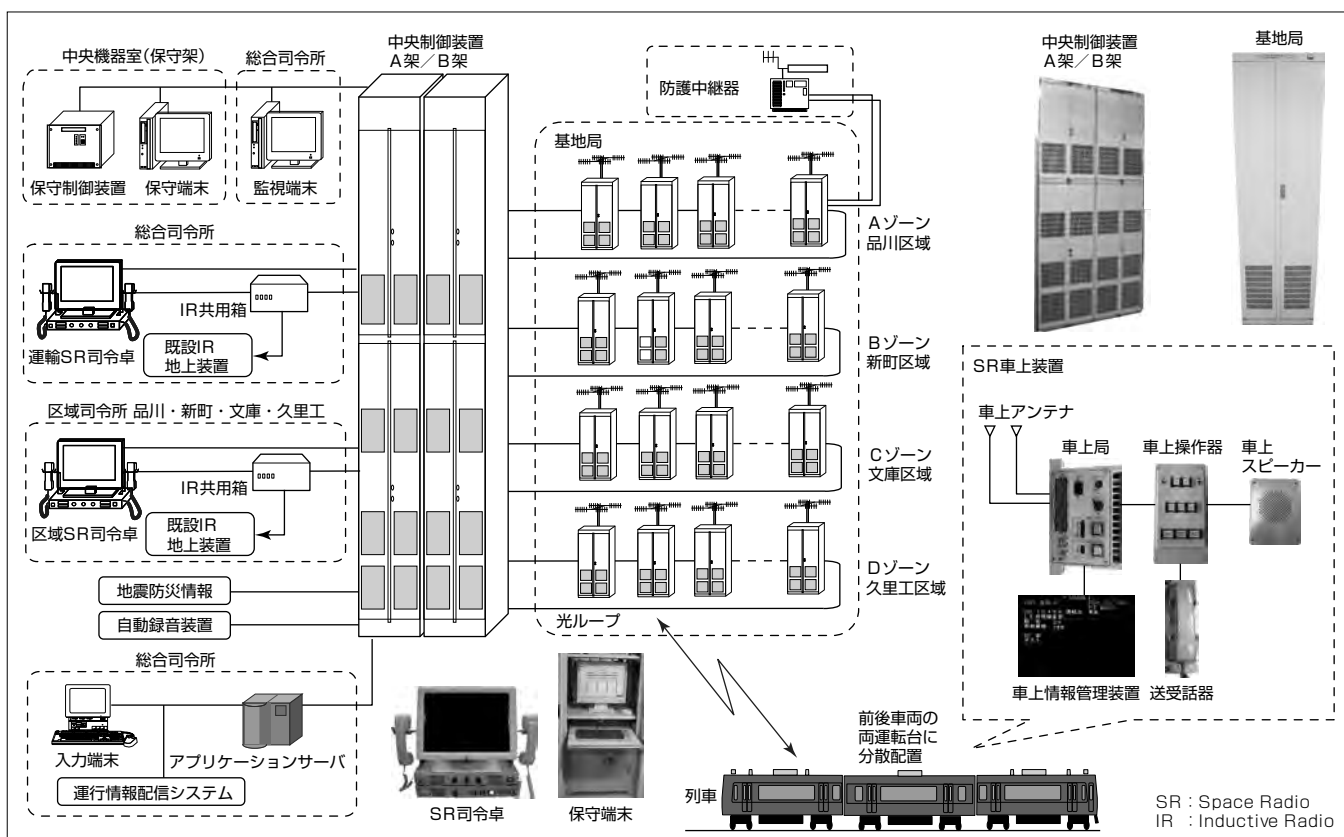 中央機器室(保守架)
総合司令所
保守制御装置
保守端末
監視端末
中央制御装置
A架/B架
防護中継器
基地局
Aゾーン
品川区域
Bゾーン
新町区域
Cゾーン
文庫区域
Dゾーン
久里工区域
光ループ
総合司令所
IR共用箱
運輸SR司令卓
既設IR
地上装置
区域司令所 品川・新町・文庫・久里工
IR共用箱
区域SR司令卓
既設IR
地上装置
地震防災情報
自動録音装置
総合司令所
入力端末
アプリケーションサーバ
運行情報配信システム
SR司令卓
保守端末
中央制御装置
A架/B架
基地局
SR車上装置
車上アンテナ
車上局
車上操作器
車上
スピーカー
車上情報管理装置
送受話器
前後車両の
両運転台に
分散配置
列車
SR:Space Radio
IR :Inductive Radio